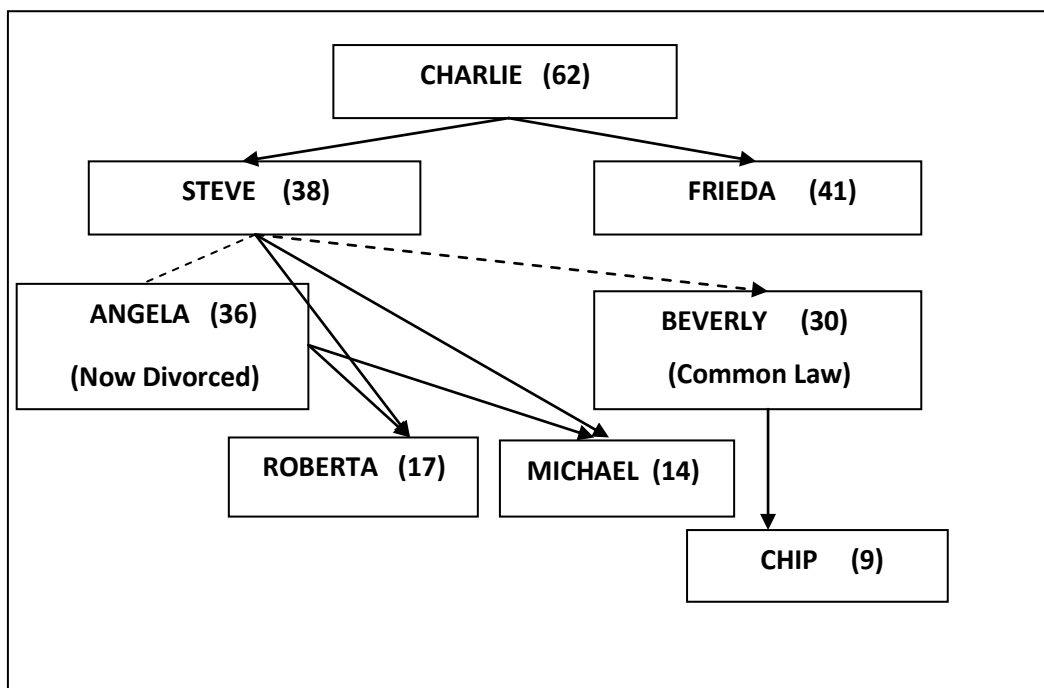 CHARLIE (62)
STEVE (38)
FRIEDA (41)
ANGELA (36)
(Now Divorced)
BEVERLY (30)
(Common Law)
ROBERTA (17)
MICHAEL (14)
CHIP (9)